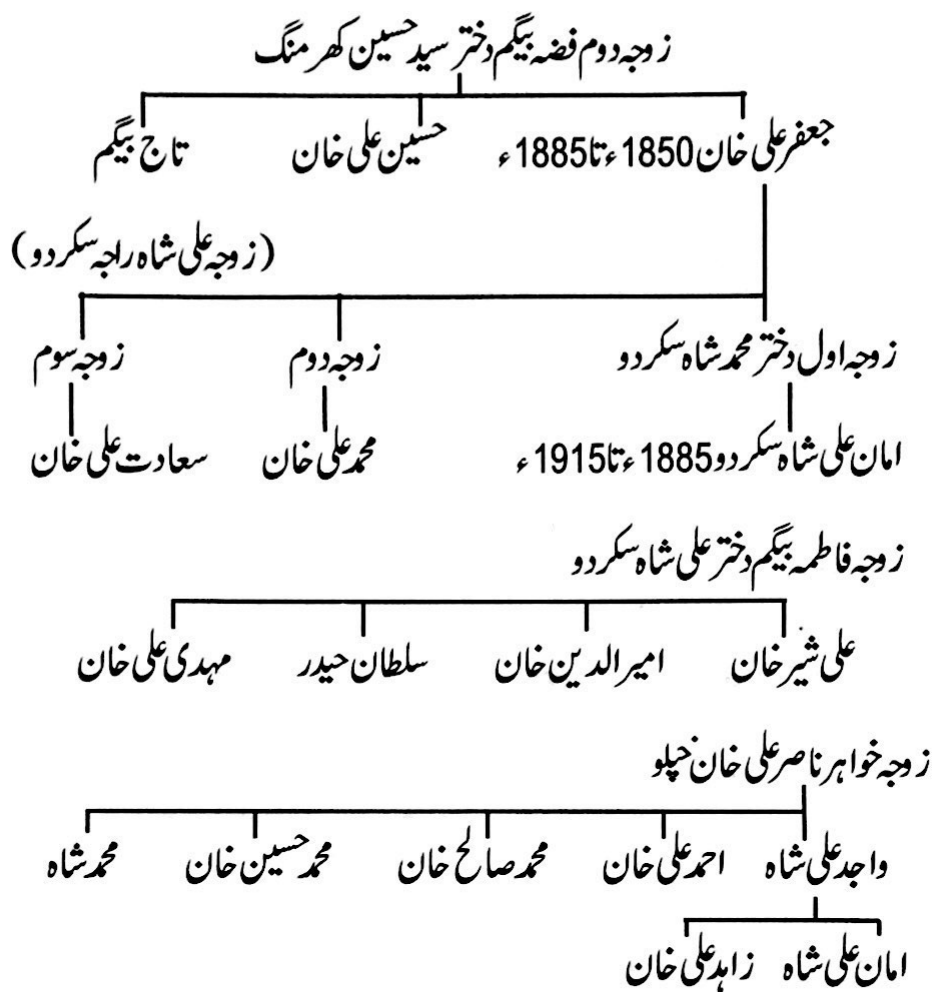 زوجہ دوم فضہ بیگم دختر سید حسین کھرمنگ
جعفر علی خان 1850ء تا 1885ء حسین علی خان تاج بیگم
(زوجہ علی شاہ راجہ سکردو)
زوجہ اول دختر محمد شاہ سکردو زوجہ دوم زوجہ سوم
امان علی شاہ سکردو 1885ء تا 1915ء محمد علی خان سعادت علی خان
زوجہ فاطمہ بیگم دختر علی شاہ سکردو
علی شیر خان امیر الدین خان سلطان حیدر مہدی علی خان
زوجہ خواہر ناصر علی خان خپلو
واجد علی شاہ احمد علی خان محمد صالح خان محمد حسین خان محمد شاہ
امان علی شاہ زاہد علی خان